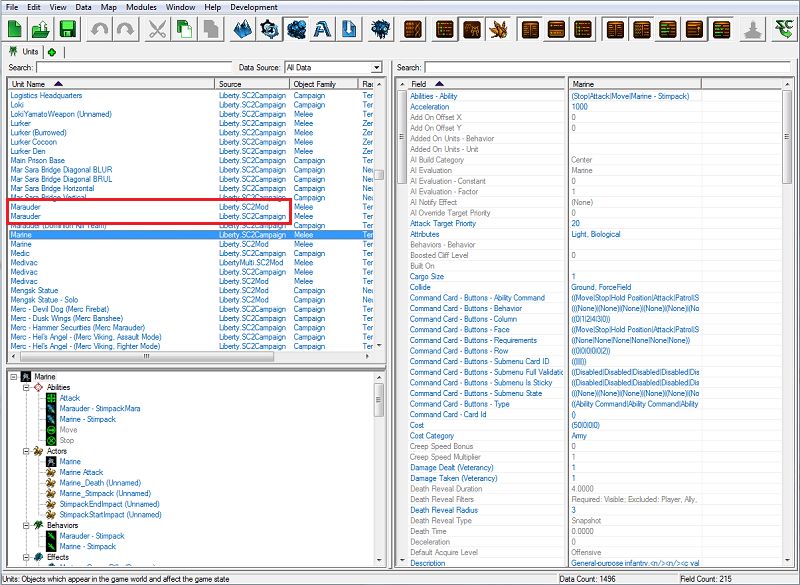 File Edit View Data Map Modules Window Help Development
Units
Search: Data Source: All Data
Unit Name Source Object Family Rac
Logistics Headquarters Liberty.SC2Campaign Campaign Ter
Loki Liberty.SC2Campaign Campaign Ter
LokiYamatoWeapon (Unnamed) Liberty.SC2Campaign Melee Ter
Lurker Liberty.SC2Campaign Melee Zer
Lurker (Burrowed) Liberty.SC2Campaign Campaign Zer
Lurker Cocoon Liberty.SC2Campaign Melee Zer
Lurker Den Liberty.SC2Campaign Melee Zer
Main Prison Base Liberty.SC2Campaign Campaign Ter
Mar Sara Bridge Diagonal BLUR Liberty.SC2Campaign Campaign Neu
Mar Sara Bridge Diagonal BRUL Liberty.SC2Campaign Campaign Neu
Mar Sara Bridge Horizontal Liberty.SC2Campaign Campaign Neu
Mar Sara Bridge Vertical Liberty.SC2Campaign Campaign Neu
Marauder Liberty.SC2Mod Melee Ter
Marauder Liberty.SC2Campaign Melee Ter
Marauder (Dominion Kill Team) Liberty.SC2Campaign Melee Ter
Marine Liberty.SC2Campaign Melee Ter
Marine Liberty.SC2Mod Melee Ter
Medic Liberty.SC2Campaign Melee Ter
Medivac LibertyMulti.SC2Mod Melee Ter
Medivac Liberty.SC2Campaign Melee Ter
Mengsk Statue Liberty.SC2Mod Campaign Neu
Mengsk Statue - Solo Liberty.SC2Mod Campaign Neu
Merc - Devil Dog (Merc Firebat) Liberty.SC2Campaign Campaign Ter
Merc - Dusk Wings (Merc Banshee) Liberty.SC2Campaign Campaign Ter
Merc - Hammer Securities (Merc Marauder) Liberty.SC2Campaign Campaign Ter
Merc - Hel's Angel - (Merc Viking, Assault Mode) Liberty.SC2Campaign Campaign Ter
Merc - Hel's Angel - (Merc Viking, Fighter Mode) Liberty.SC2Campaign Campaign Ter
Marine
Abilities
Attack
Marauder - StimpackMara
Marine - Stimpack
Move
Stop
Actors
Marine
Marine Attack
Marine_Death (Unnamed)
Marine_Stimpack (Unnamed)
StimpackEndImpact (Unnamed)
StimpackStartImpact (Unnamed)
Behaviors
Marauder - Stimpack
Marine - Stimpack
Effects
Search:
Field Marine
Abilities - Ability (Stop|Attack|Move|Marine - Stimpack)
Acceleration 1000
Add On Offset X 0
Add On Offset Y 0
Added On Units - Behavior
Added On Units - Unit
AI Build Category Center
AI Evaluation Marine
AI Evaluation - Constant 0
AI Evaluation - Factor 1
AI Notify Effect (None)
AI Override Target Priority 0
Attack Target Priority 20
Attributes Light, Biological
Behaviors - Behavior
Boosted Cliff Level 0
Built On
Cargo Size 1
Collide Ground, ForceField
Command Card - Buttons - Ability Command ((Move|Stop|Hold Position|Attack|Patrol|S
Command Card - Buttons - Behavior (((None)|(None)|(None)|(None)|(None)|(No
Command Card - Buttons - Column ((0|1|2|4|3|0))
Command Card - Buttons - Face ((Move|Stop|Hold Position|Attack|Patrol|S
Command Card - Buttons - Requirements ((None|None|None|None|None|None))
Command Card - Buttons - Row ((0|0|0|0|0|2))
Command Card - Buttons - Submenu Card ID ((|||||))
Command Card - Buttons - Submenu Full Validatio ((Disabled|Disabled|Disabled|Disabled|Dis
Command Card - Buttons - Submenu Is Sticky ((Disabled|Disabled|Disabled|Disabled|Dis
Command Card - Buttons - Submenu State (((None)|(None)|(None)|(None)|(None)|(No
Command Card - Buttons - Type ((Ability Command|Ability Command|Ability
Command Card - Card Id ()
Cost (50|0|0|0)
Cost Category Army
Creep Speed Bonus 0
Creep Speed Multiplier 1
Damage Dealt (Veterancy) 1
Damage Taken (Veterancy) 1
Death Reveal Duration 4.0000
Death Reveal Filters Required: Visible; Excluded: Player, Ally,
Death Reveal Radius 3
Death Reveal Type Snapshot
Death Time 0.0000
Deceleration 0
Default Acquire Level Offensive
Description General-purpose infantry.<n/><n/><c val
Units: Objects which appear in the game world and affect the game state Data Count: 1496 Field Count: 215